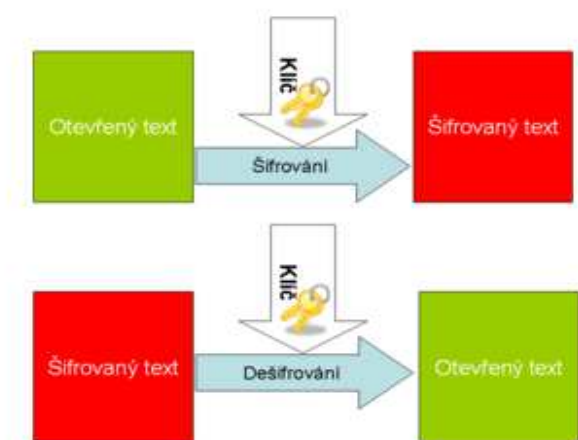 Klíč
Otevřený text
Šifrovaný text
Šifrování
Klíč
Šifrovaný text
Dešifrování
Otevřený text